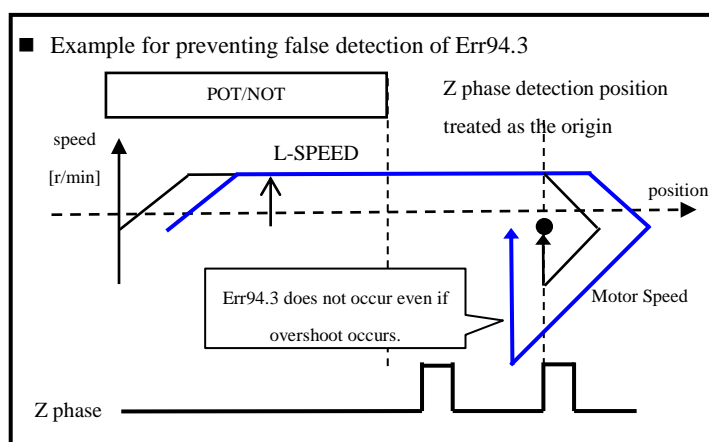 ■ Example for preventing false detection of Err94.3
POT/NOT
Z phase detection position
treated as the origin
speed
[r/min]
L-SPEED
position
Err94.3 does not occur even if
overshoot occurs.
Motor Speed
Z phase